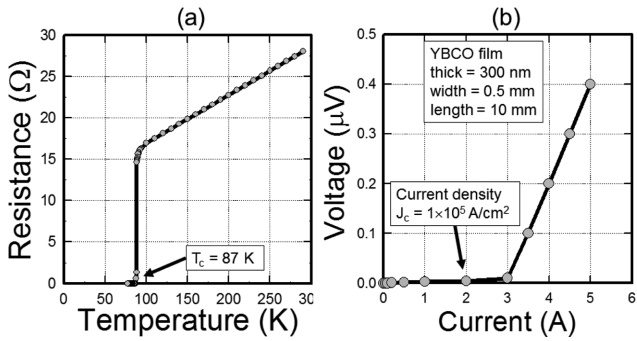 (a)
Resistance (Ω)
30
25
20
15
10
5
0
T_c = 87 K
0
50
100
150
200
250
30
Temperature (K)
(b)
Voltage (μV)
0.5
0.4
0.3
0.2
0.1
0.0
YBCO film
thick = 300 nm
width = 0.5 mm
length = 10 mm
Current density
J_c = 1×10^5 A/cm^2
0
1
2
3
4
5
6
Current (A)